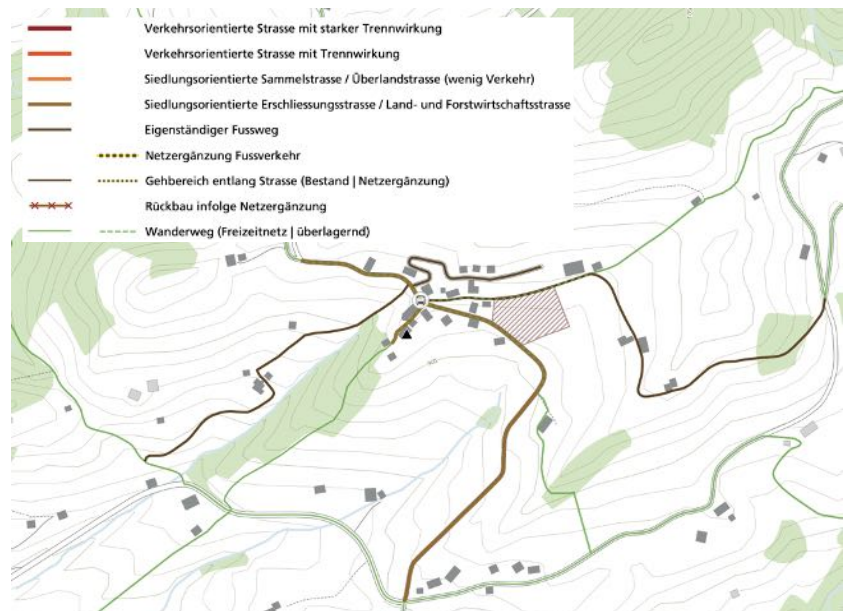 Verkehrsorientierte Strasse mit starker Trennwirkung
Verkehrsorientierte Strasse mit Trennwirkung
Siedlungsorientierte Sammelstrasse / Überlandstrasse (wenig Verkehr)
Siedlungsorientierte Erschliessungsstrasse / Land- und Forstwirtschaftsstrasse
Eigenständiger Fussweg
Netzergänzung Fussverkehr
Gehbereich entlang Strasse (Bestand | Netzergänzung)
Rückbau infolge Netzergänzung
Wanderweg (Freizeitnetz | überlagernd)